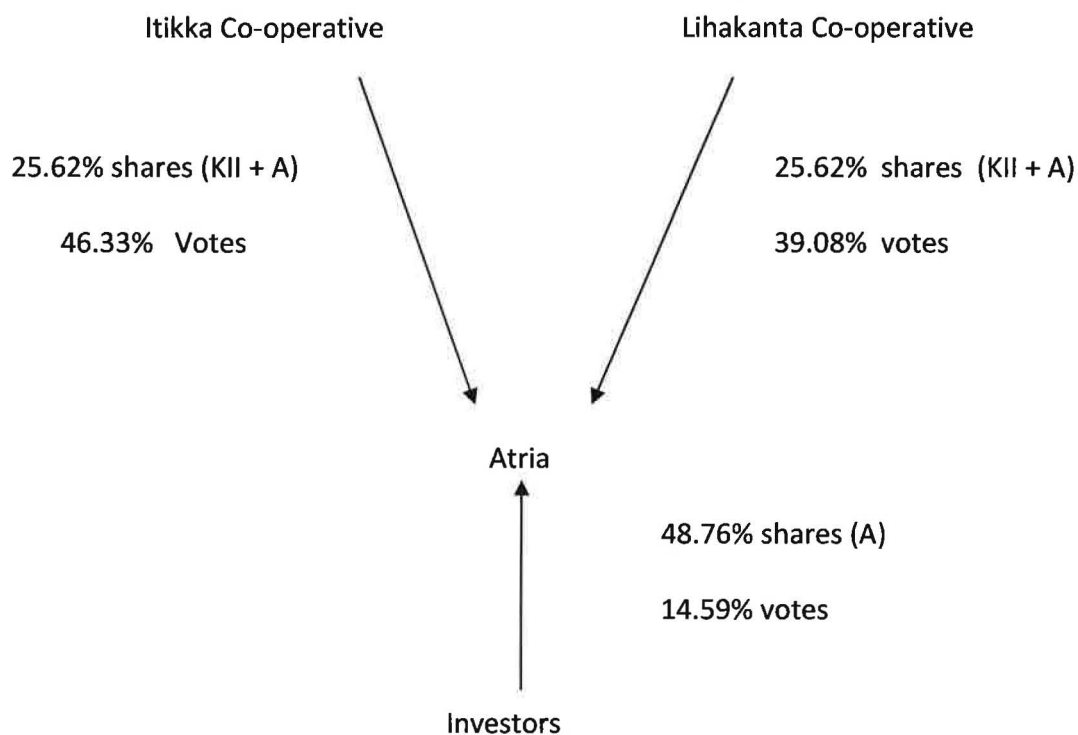 Itikka Co-operative
Lihakanta Co-operative
25.62% shares (KII + A)
46.33% Votes
25.62% shares (KII + A)
39.08% votes
Atria
48.76% shares (A)
14.59% votes
Investors